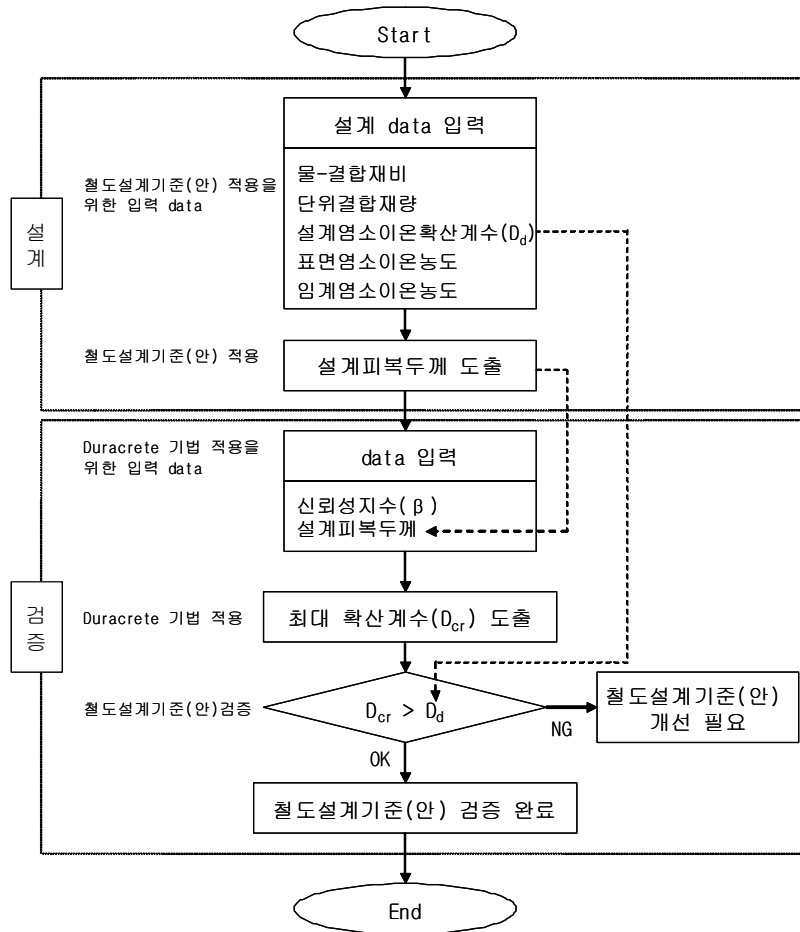 Start
설계 data 입력
철도설계기준(안) 적용을
위한 입력 data
물-결합재비
단위결합재량
설계염소이온확산계수(D_d)
표면염소이온농도
임계염소이온농도
설
계
철도설계기준(안) 적용
설계피복두께 도출
Duracrete 기법 적용을
위한 입력 data
data 입력
신뢰성지수(β)
설계피복두께
검
증
Duracrete 기법 적용
최대 확산계수(D_cr) 도출
철도설계기준(안)검증
D_cr > D_d
NG
철도설계기준(안)
개선 필요
OK
철도설계기준(안) 검증 완료
End